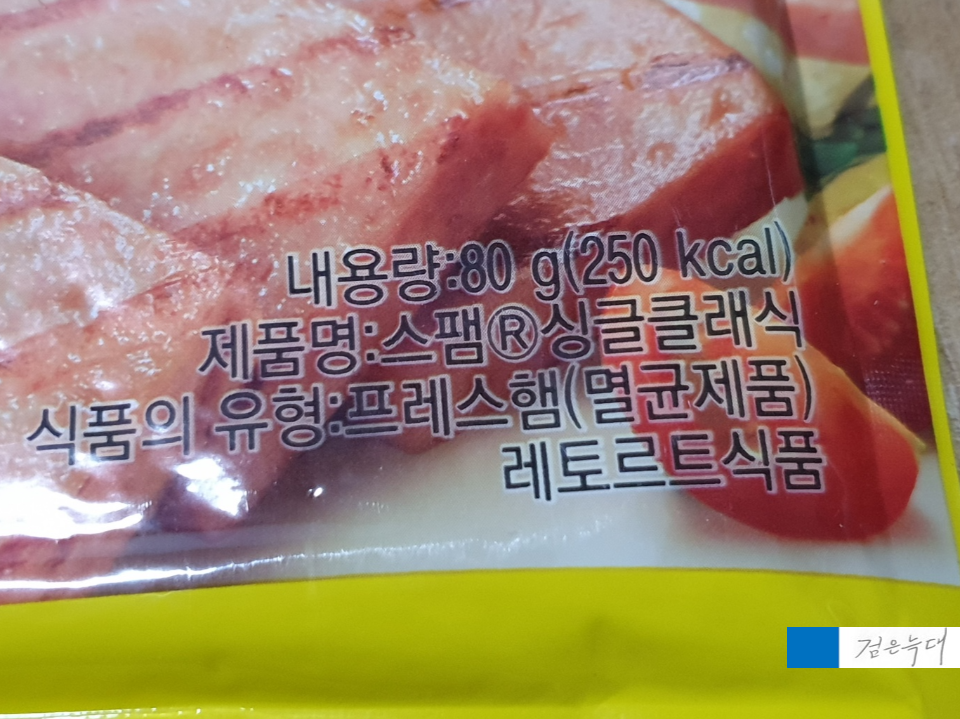 내용량:80 g(250 kcal)
제품명:스팸®싱글클래식
식품의 유형:프레스햄(멸균제품)
레토르트식품
검은늑대